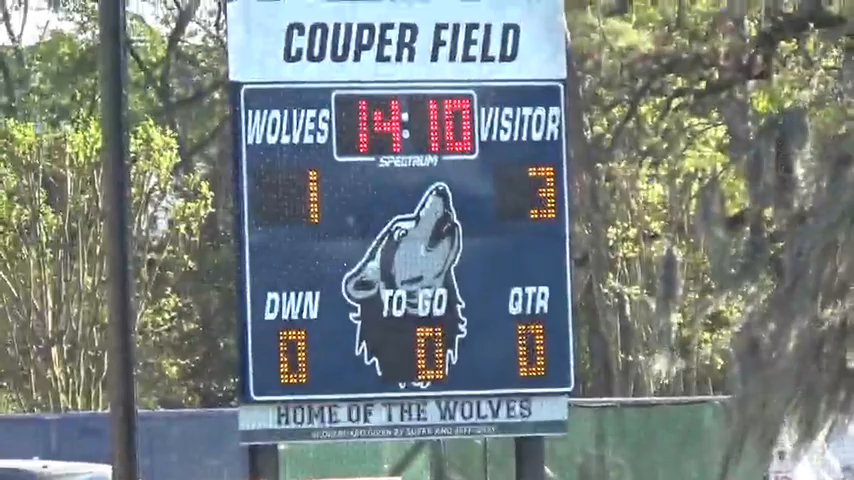 COUPER FIELD
WOLVES 14:10 VISITOR
SPECTRUM
1 3
DWN TO GO QTR
0 0 0
HOME OF THE WOLVES